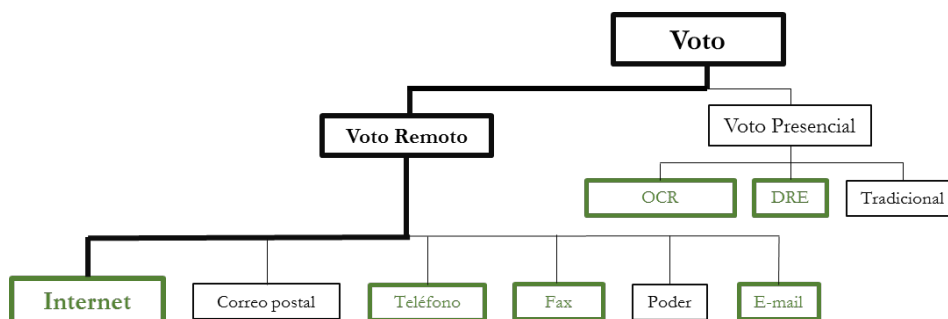 Voto
Voto Remoto
Voto Presencial
OCR
DRE
Tradicional
Internet
Correo postal
Teléfono
Fax
Poder
E-mail